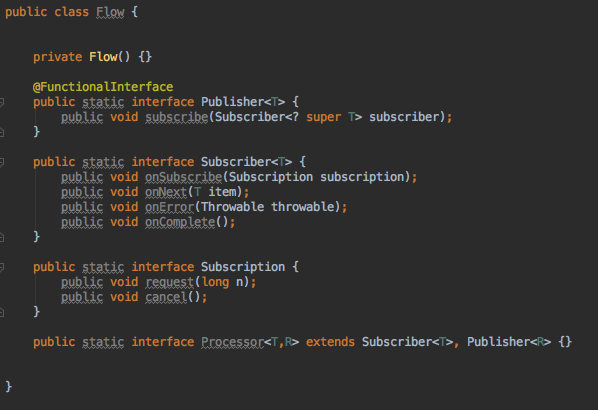 public class Flow {
private Flow() {}
@FunctionalInterface
public static interface Publisher<T> {
public void subscribe(Subscriber<? super T> subscriber);
}
public static interface Subscriber<T> {
public void onSubscribe(Subscription subscription);
public void onNext(T item);
public void onError(Throwable throwable);
public void onComplete();
}
public static interface Subscription {
public void request(long n);
public void cancel();
}
public static interface Processor<T,R> extends Subscriber<T>, Publisher<R> {}
}